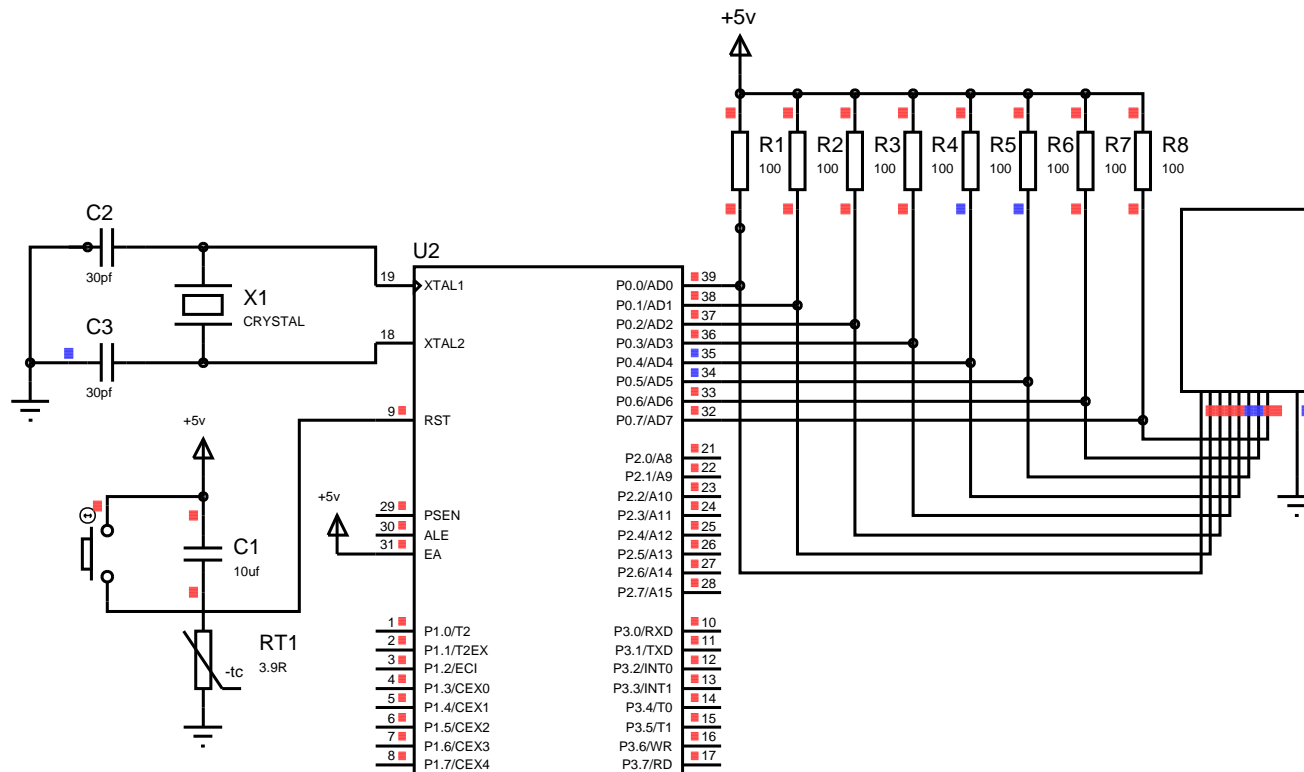 +5v
R1 R2 R3 R4 R5 R6 R7 R8
100 100 100 100 100 100 100 100
C2
30pf
X1
CRYSTAL
C3
30pf
U2
19 XTAL1
18 XTAL2
9 RST
29 PSEN
30 ALE
31 EA
1 P1.0/T2
2 P1.1/T2EX
3 P1.2/ECI
4 P1.3/CEX0
5 P1.4/CEX1
6 P1.5/CEX2
7 P1.6/CEX3
8 P1.7/CEX4
P0.0/AD0 39
P0.1/AD1 38
P0.2/AD2 37
P0.3/AD3 36
P0.4/AD4 35
P0.5/AD5 34
P0.6/AD6 33
P0.7/AD7 32
P2.0/A8 21
P2.1/A9 22
P2.2/A10 23
P2.3/A11 24
P2.4/A12 25
P2.5/A13 26
P2.6/A14 27
P2.7/A15 28
P3.0/RXD 10
P3.1/TXD 11
P3.2/INT0 12
P3.3/INT1 13
P3.4/T0 14
P3.5/T1 15
P3.6/WR 16
P3.7/RD 17
+5v
+5v
C1
10uf
RT1
3.9R
-tc